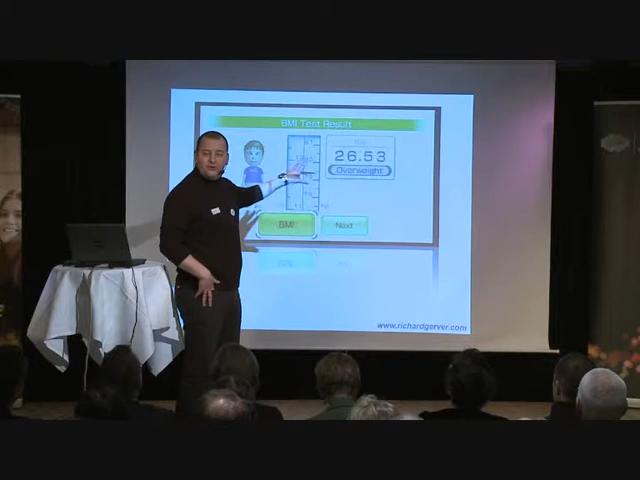 BMI Test Result
26.53
Overweight
BMI
Next
www.richardgerver.com